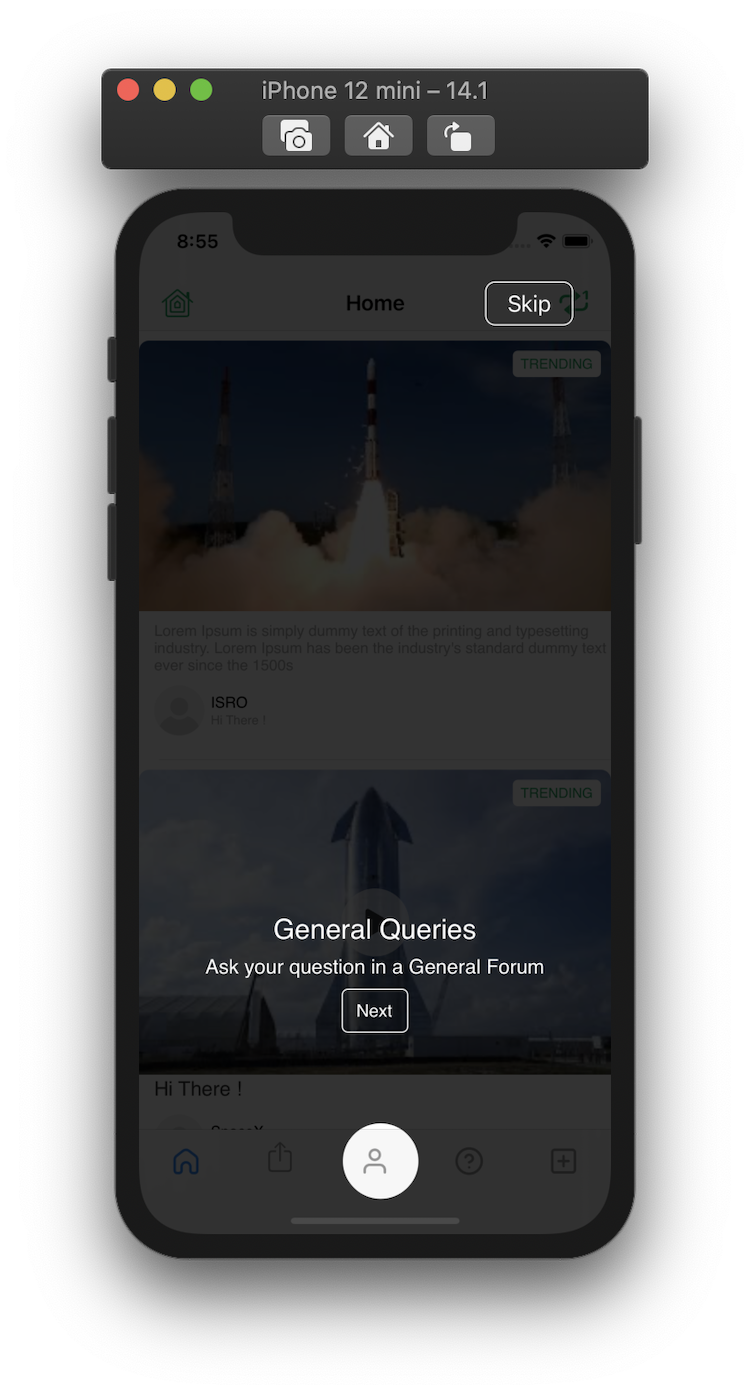 iPhone 12 mini – 14.1
8:55
Home
Skip
1
TRENDING
Lorem Ipsum is simply dummy text of the printing and typesetting
industry. Lorem Ipsum has been the industry's standard dummy text
ever since the 1500s
ISRO
Hi There !
TRENDING
General Queries
Ask your question in a General Forum
Next
Hi There !
SpaceX